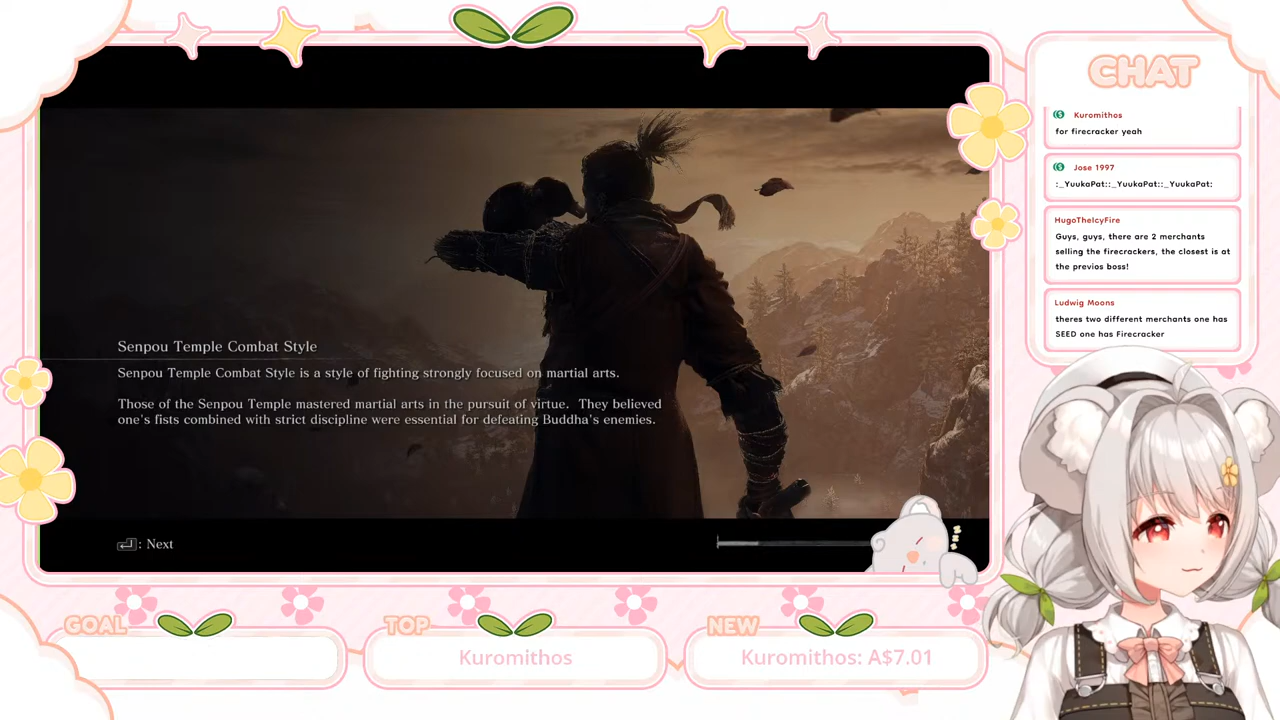 CHAT
Kuromithos
for firecracker yeah
Jose 1997
:_YuukaPat::_YuukaPat::_YuukaPat:
HugoTheIcyFire
Guys, guys, there are 2 merchants
selling the firecrackers, the closest is at
the previos boss!
Ludwig Moons
theres two different merchants one has
SEED one has Firecracker
Senpou Temple Combat Style
Senpou Temple Combat Style is a style of fighting strongly focused on martial arts.
Those of the Senpou Temple mastered martial arts in the pursuit of virtue. They believed
one's fists combined with strict discipline were essential for defeating Buddha's enemies.
: Next
GOAL
TOP
Kuromithos
NEW
Kuromithos: A$7.01